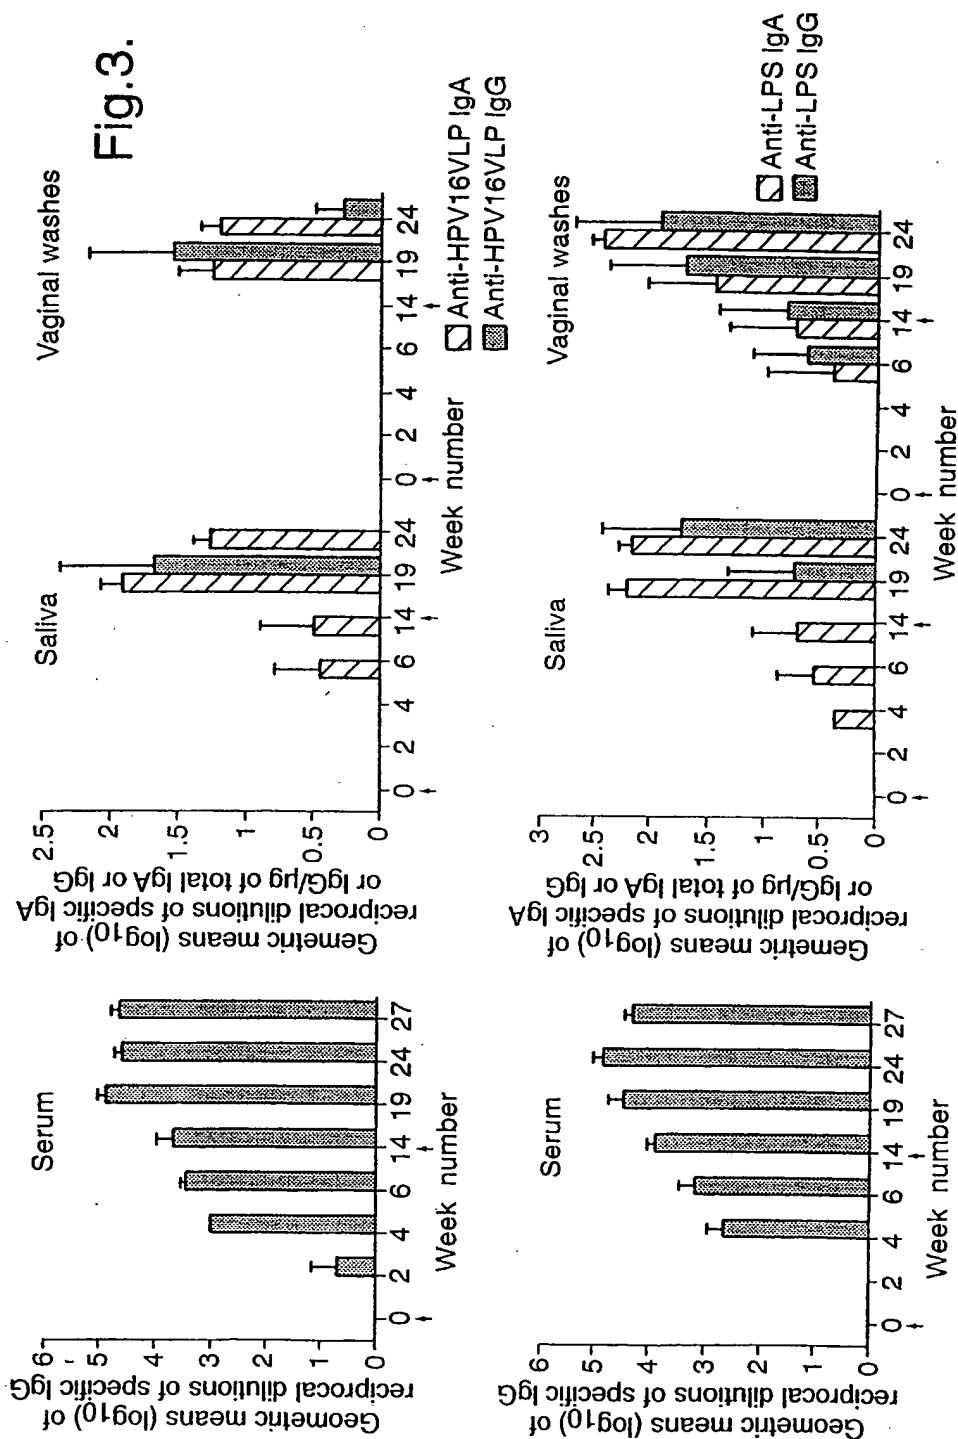 Fig.3.
Geometric means (log10) of
reciprocal dilutions of specific IgG
6
5
4
3
2
1
0
Serum
0 2 4 6 14 19 24 27
Week number
Gemetric means (log10) of
reciprocal dilutions of specific IgA
or IgG/µg of total IgA or IgG
2.5
2
1.5
1
0.5
0
Saliva
0 2 4 6 14 19 24
Vaginal washes
0 2 4 6 14 19 24
Week number
Anti-HPV16VLP IgA
Anti-HPV16VLP IgG
Geometric means (log10) of
reciprocal dilutions of specific IgG
6
5
4
3
2
1
0
Serum
0 2 4 6 14 19 24 27
Week number
Gemetric means (log10) of
reciprocal dilutions of specific IgA
or IgG/µg of total IgA or IgG
3
2.5
2
1.5
1
0.5
0
Saliva
0 2 4 6 14 19 24
Vaginal washes
0 2 4 6 14 19 24
Week number
Anti-LPS IgA
Anti-LPS IgG